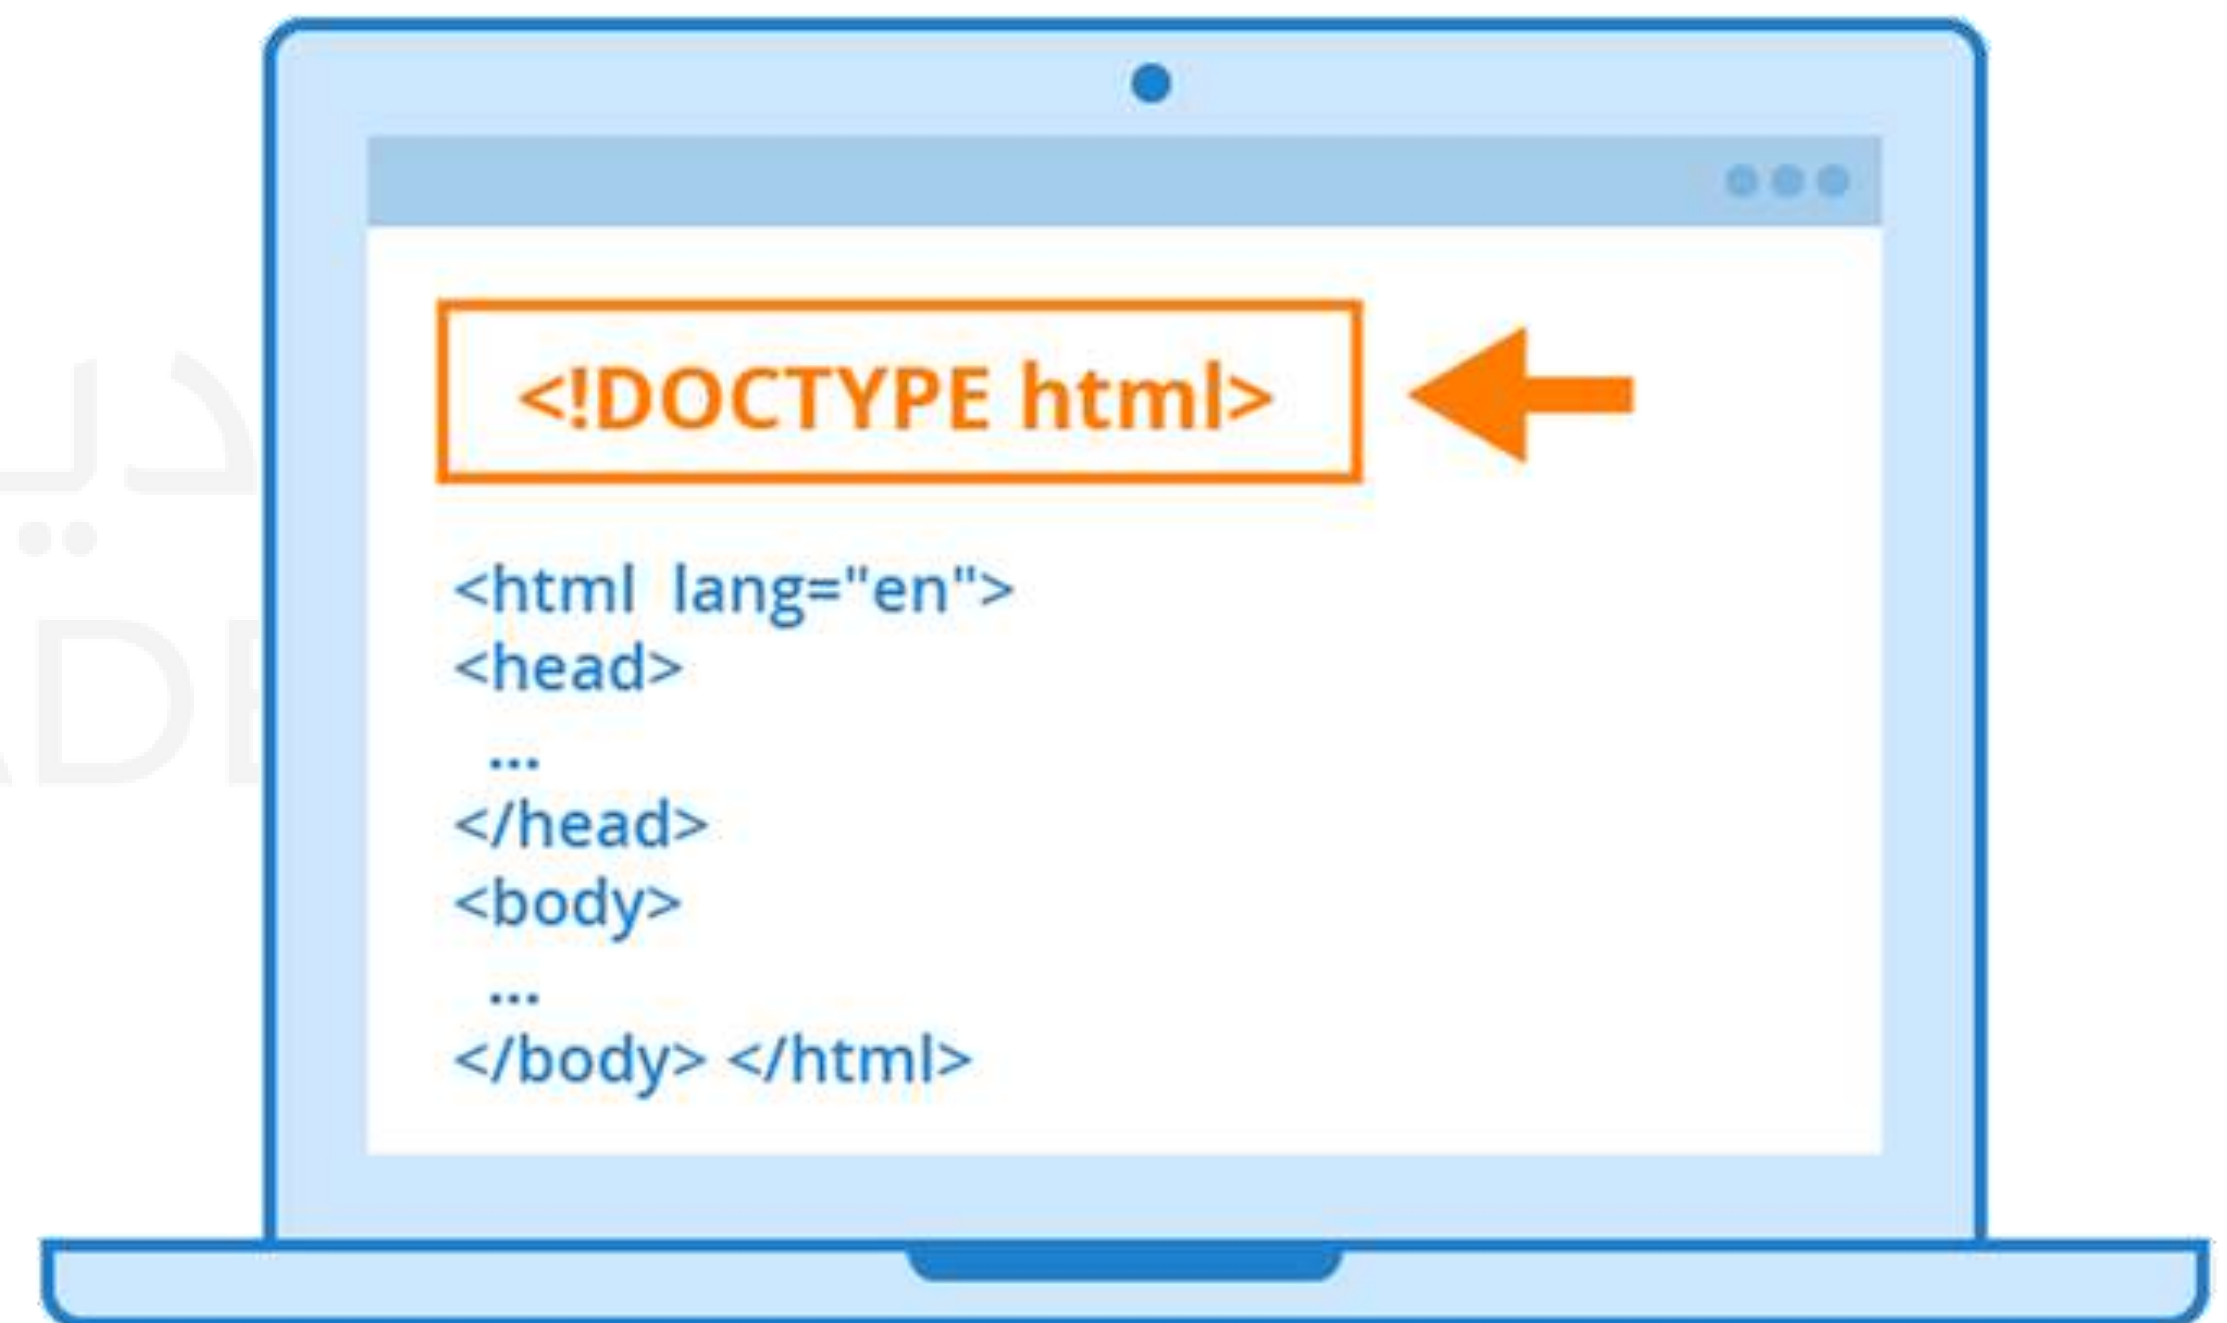 <!DOCTYPE html>
<html lang="en">
<head>
...
</head>
<body>
...
</body> </html>